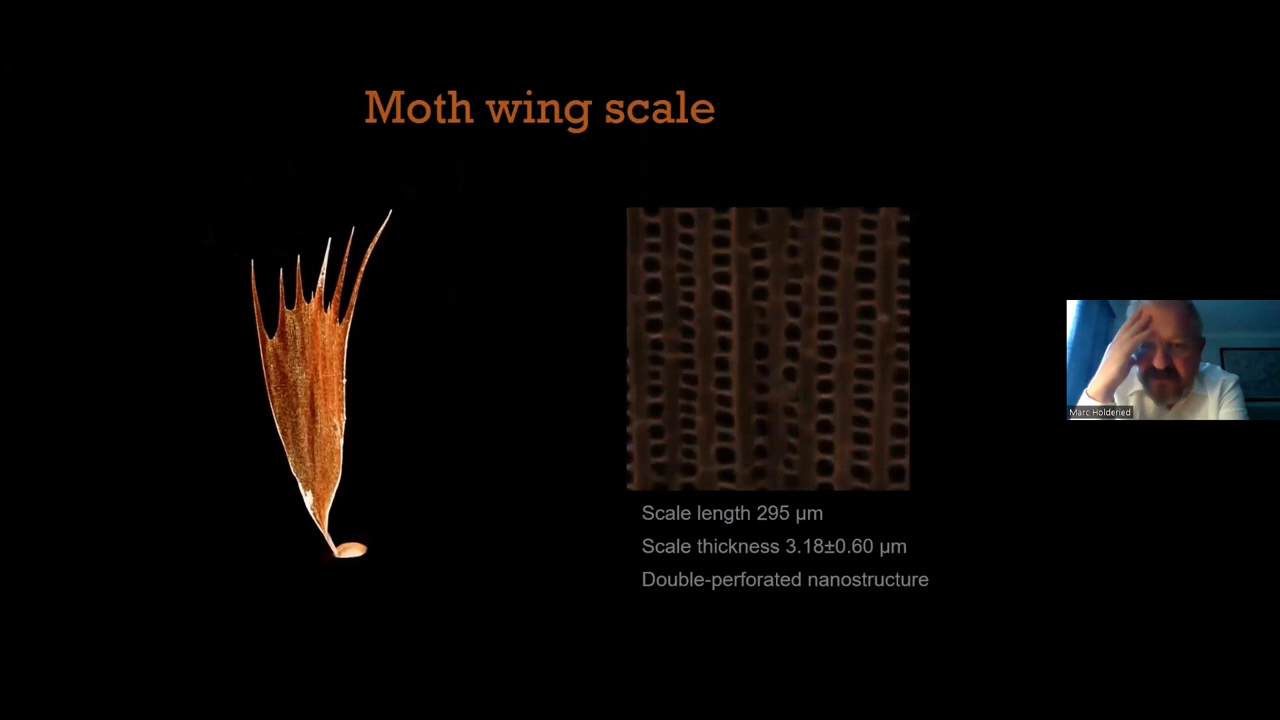 Moth wing scale
Scale length 295 µm
Scale thickness 3.18±0.60 µm
Double-perforated nanostructure
Marc Holderied